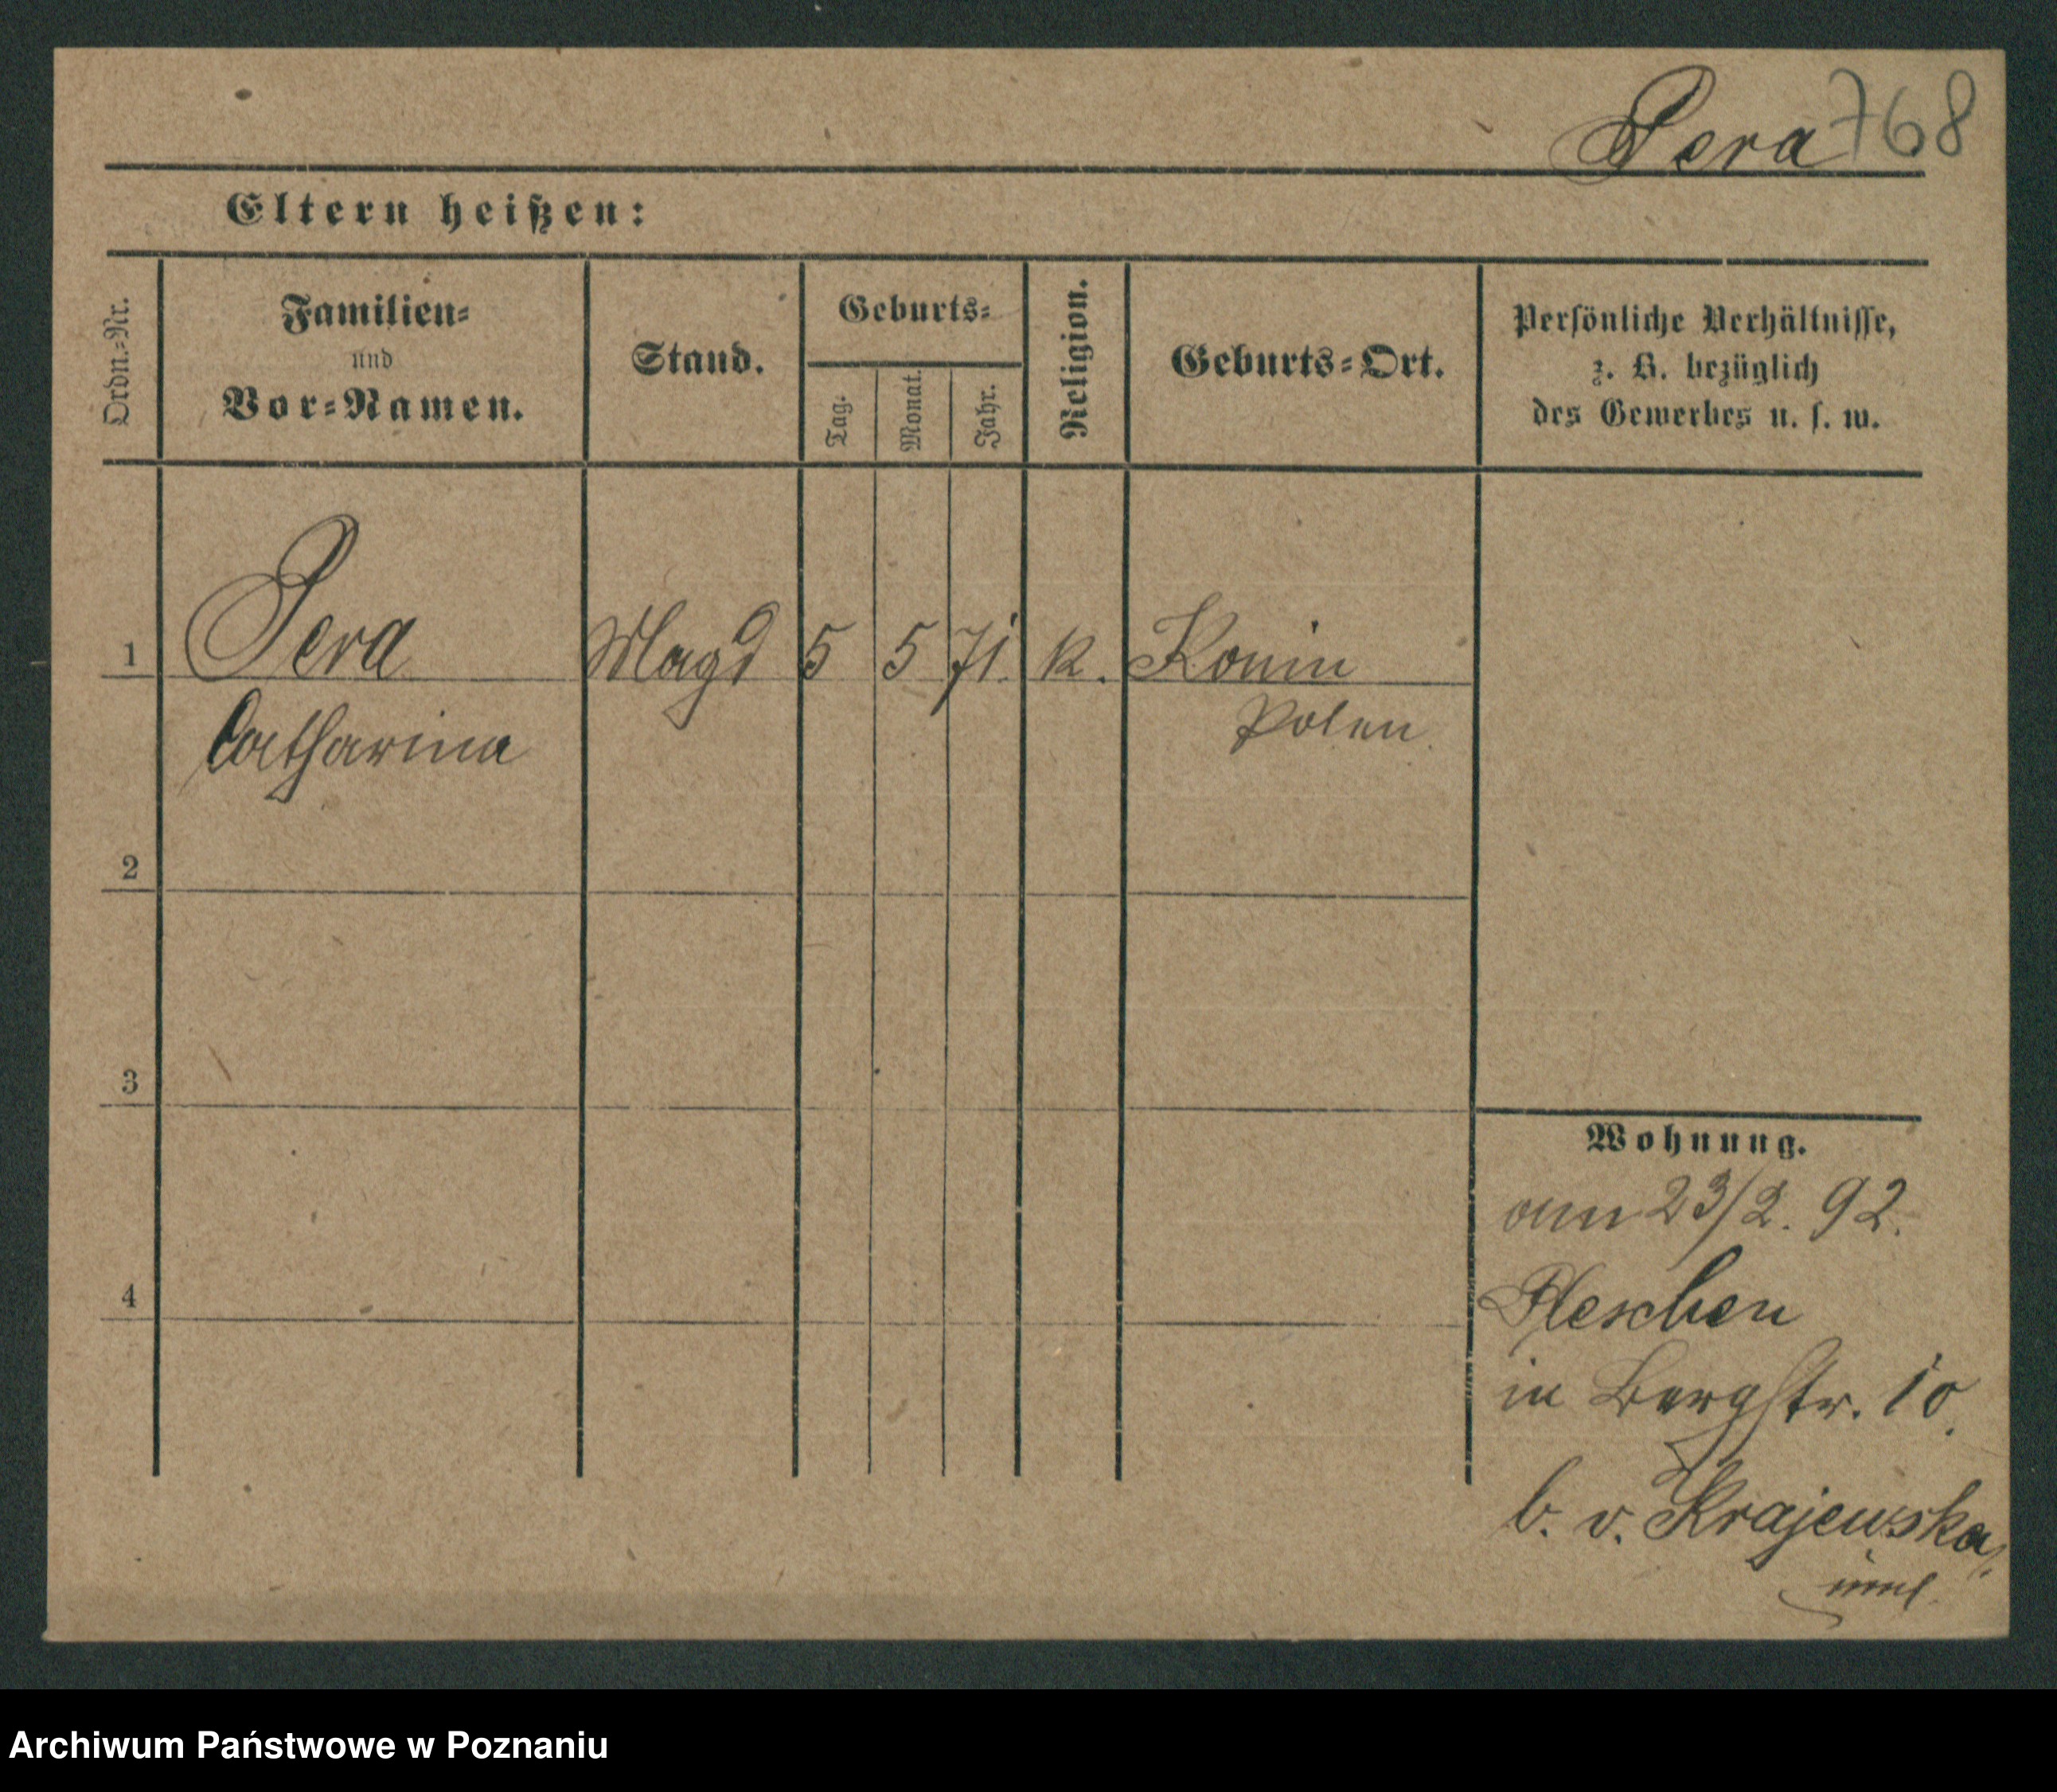 Pera 768
Eltern heißen:
Ordn.-Nr.
Familien-
und
Vor-Namen.
Stand.
Geburts-
Tag.
Monat.
Jahr.
Religion.
Geburts-Ort.
Persönliche Verhältnisse,
z. B. bezüglich
des Gewerbes u. s. w.
1 Pera Magd 5 5 71. k. Konin
Catharina Polen.
2
3
4
Wohnung.
am 23/2. 92.
Pleschen
in Bergstr. 10.
b. v. Krajewska,
Archiwum Państwowe w Poznaniu